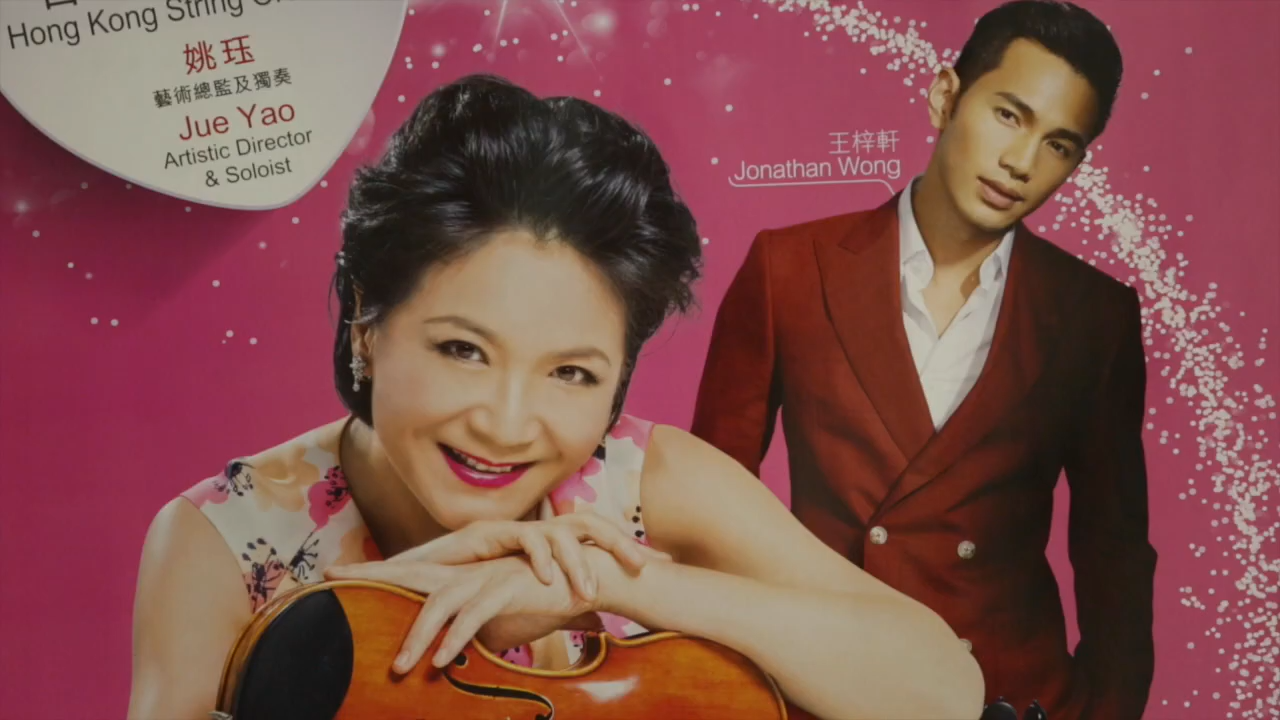 Hong Kong String
姚珏
藝術總監及獨奏
Jue Yao
Artistic Director
& Soloist
王梓軒
Jonathan Wong